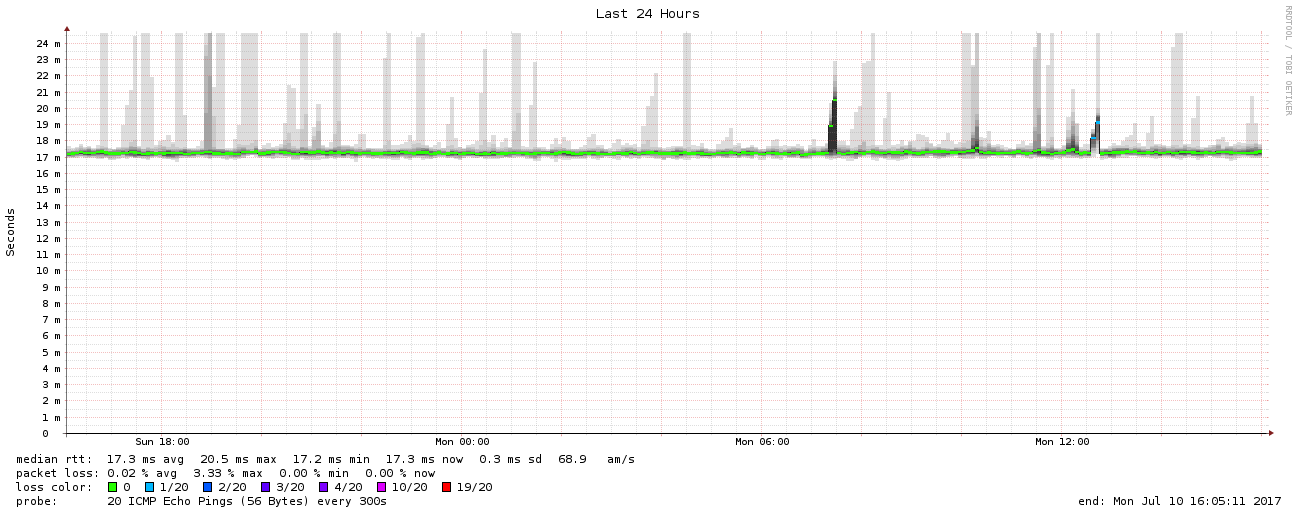 Last 24 Hours
RRDTOOL / TOBI OETIKER
Seconds
24 m
23 m
22 m
21 m
20 m
19 m
18 m
17 m
16 m
15 m
14 m
13 m
12 m
11 m
10 m
9 m
8 m
7 m
6 m
5 m
4 m
3 m
2 m
1 m
0
Sun 18:00 Mon 00:00 Mon 06:00 Mon 12:00
median rtt: 17.3 ms avg 20.5 ms max 17.2 ms min 17.3 ms now 0.3 ms sd 68.9 am/s
packet loss: 0.02 % avg 3.33 % max 0.00 % min 0.00 % now
loss color: 0 1/20 2/20 3/20 4/20 10/20 19/20
probe: 20 ICMP Echo Pings (56 Bytes) every 300s end: Mon Jul 10 16:05:11 2017